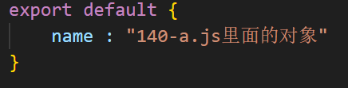 export default {
    name : "140-a.js里面的对象"
}